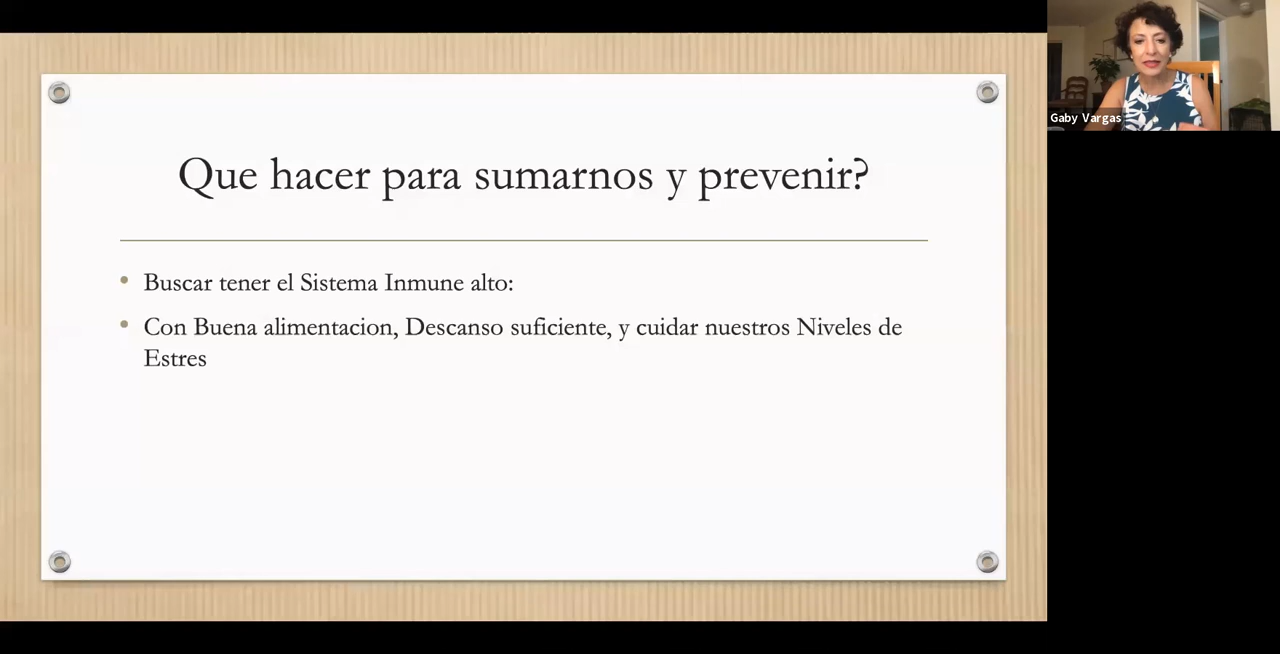 Que hacer para sumarnos y prevenir?
• Buscar tener el Sistema Inmune alto:
• Con Buena alimentacion, Descanso suficiente, y cuidar nuestros Niveles de
Estres
Gaby Vargas